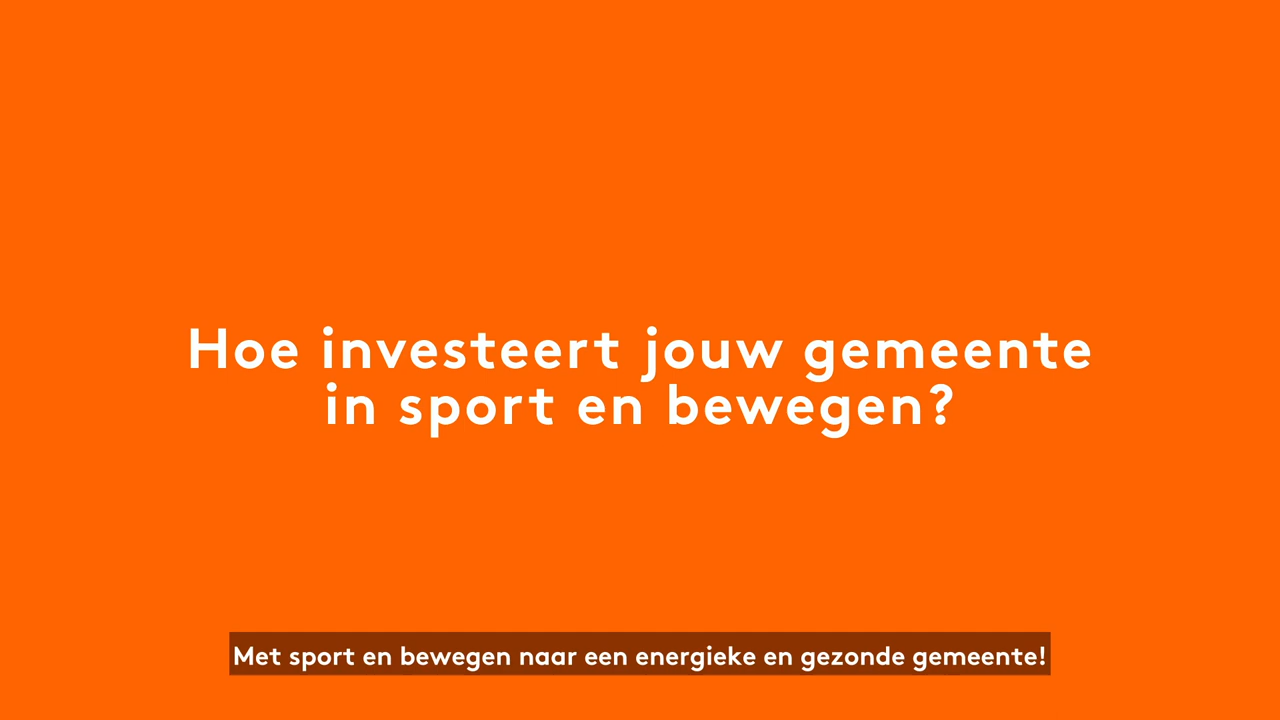 Hoe investeert jouw gemeente
in sport en bewegen?
Met sport en bewegen naar een energieke en gezonde gemeente!